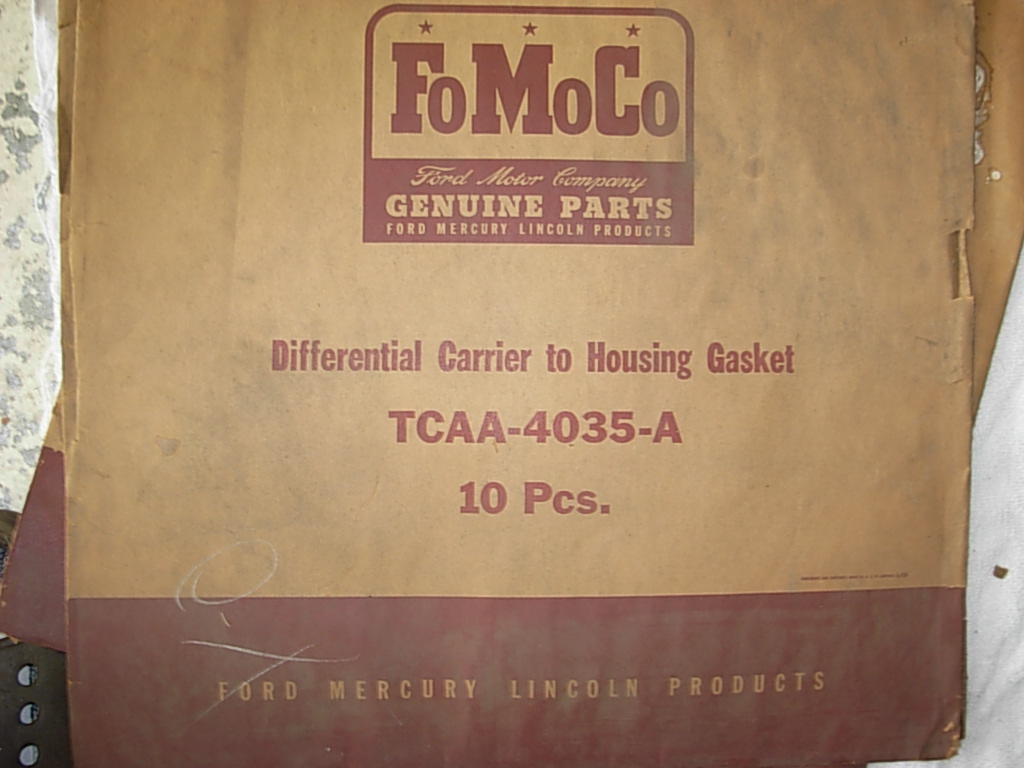 FoMoCo
Ford Motor Company
GENUINE PARTS
FORD MERCURY LINCOLN PRODUCTS
Differential Carrier to Housing Gasket
TCAA-4035-A
10 Pcs.
FORD MERCURY LINCOLN PRODUCTS